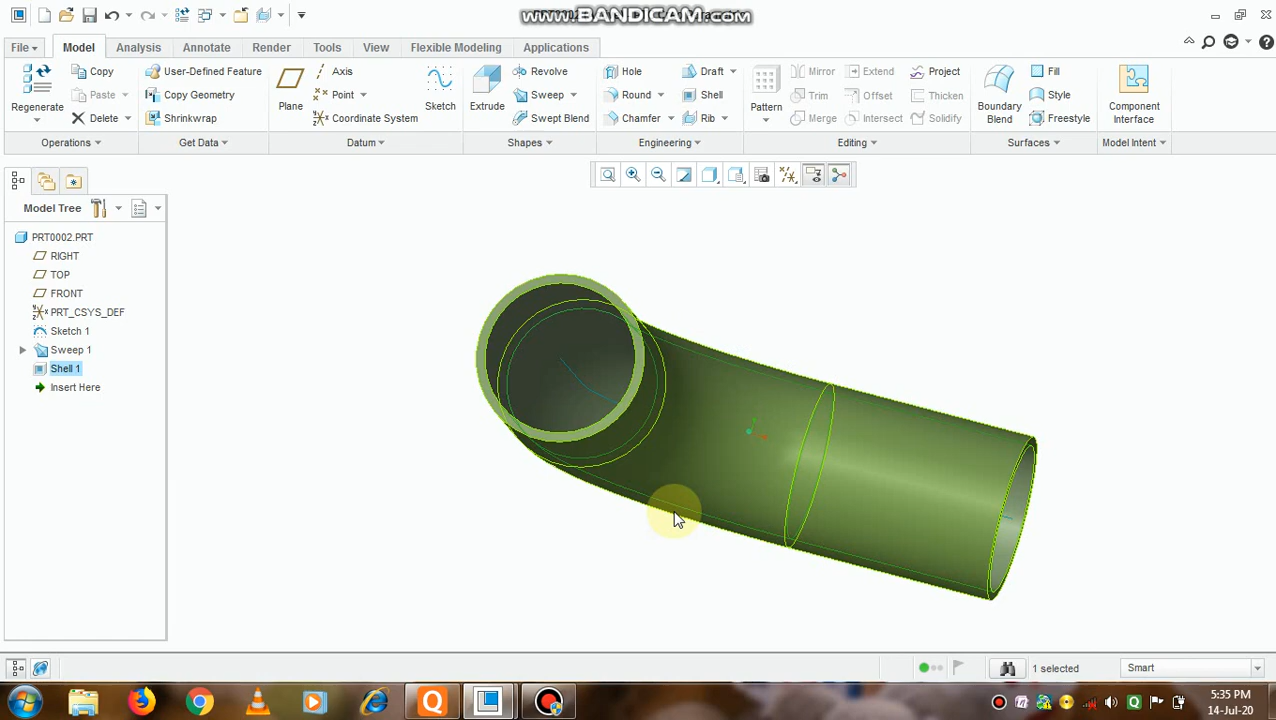 www.BANDICAM.com
File
Model
Analysis
Annotate
Render
Tools
View
Flexible Modeling
Applications
Regenerate
Copy
Paste
Delete
User-Defined Feature
Copy Geometry
Shrinkwrap
Plane
Axis
Point
Coordinate System
Sketch
Extrude
Revolve
Sweep
Swept Blend
Hole
Round
Chamfer
Draft
Shell
Rib
Pattern
Mirror
Trim
Merge
Extend
Offset
Intersect
Project
Thicken
Solidify
Boundary
Blend
Fill
Style
Freestyle
Component
Interface
Operations
Get Data
Datum
Shapes
Engineering
Editing
Surfaces
Model Intent
Model Tree
PRT0002.PRT
RIGHT
TOP
FRONT
PRT_CSYS_DEF
Sketch 1
Sweep 1
Shell 1
Insert Here
1 selected
Smart
5:35 PM
14-Jul-20